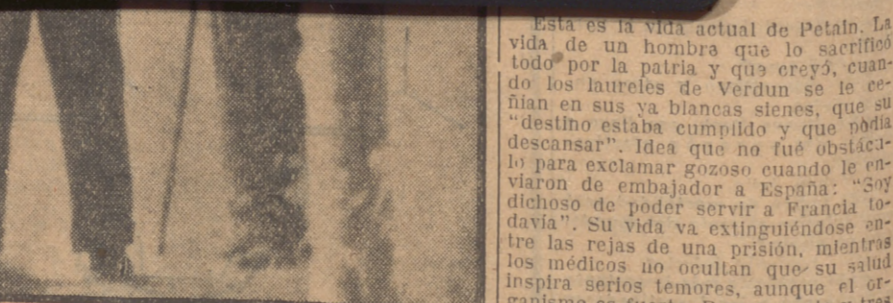 Esta es la vida actual de Petain. La
vida de un hombra que lo sacrificó
todo por la patria y que creyó, cuan-
do los laureles de Verdun se le ce-
ñian en sus ya blancas sienes, que su
"destino estaba cumplido y que podia
descansar". Idea que no fué obstácu-
lo para exclamar gozoso cuando le en-
viaron de embajador a España: "Soy
dichoso de poder servir a Francia to-
davia". Su vida va extinguiéndose en-
tre las rejas de una prisión, mientras
los médicos no ocultan que su salud
inspira serios temores, aunque el or-